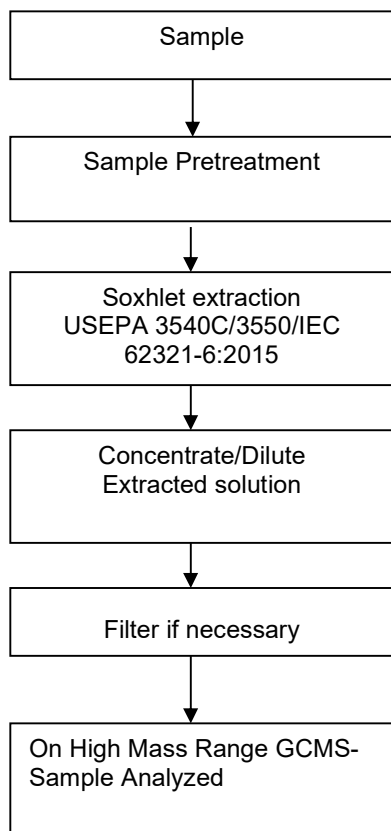 Sample
Sample Pretreatment
Soxhlet extraction
USEPA 3540C/3550/IEC
62321-6:2015
Concentrate/Dilute
Extracted solution
Filter if necessary
On High Mass Range GCMS-
Sample Analyzed